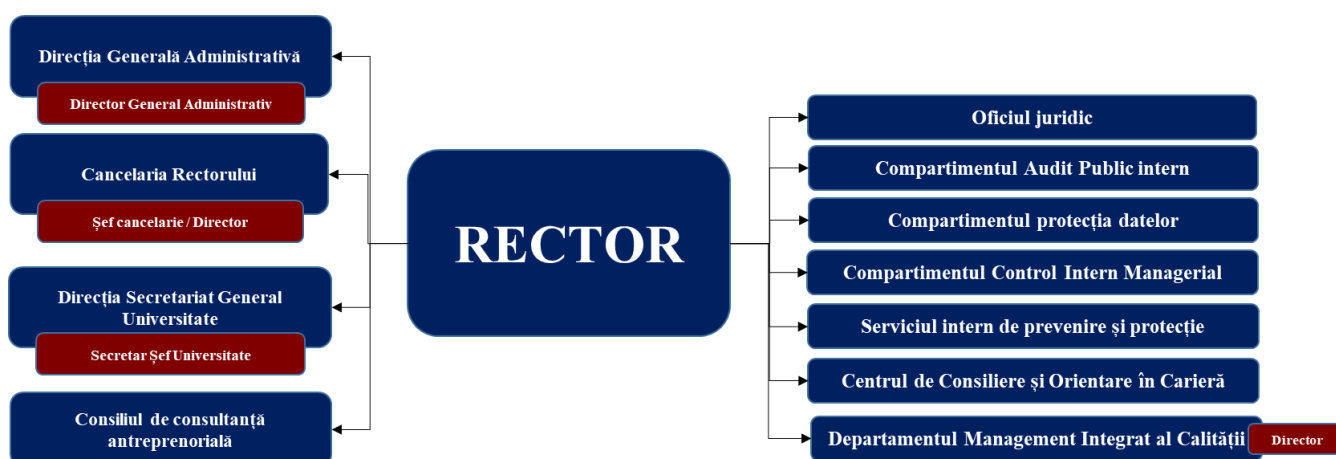 Direcția Generală Administrativă
Director General Administrativ
Cancelaria Rectorului
Șef cancelarie / Director
Direcția Secretariat General
Universitate
Secretar Șef Universitate
Consiliul de consultanță
antreprenorială
RECTOR
Oficiul juridic
Compartimentul Audit Public intern
Compartimentul protecția datelor
Compartimentul Control Intern Managerial
Serviciul intern de prevenire și protecție
Centrul de Consiliere și Orientare în Carieră
Departamentul Management Integrat al Calității
Director